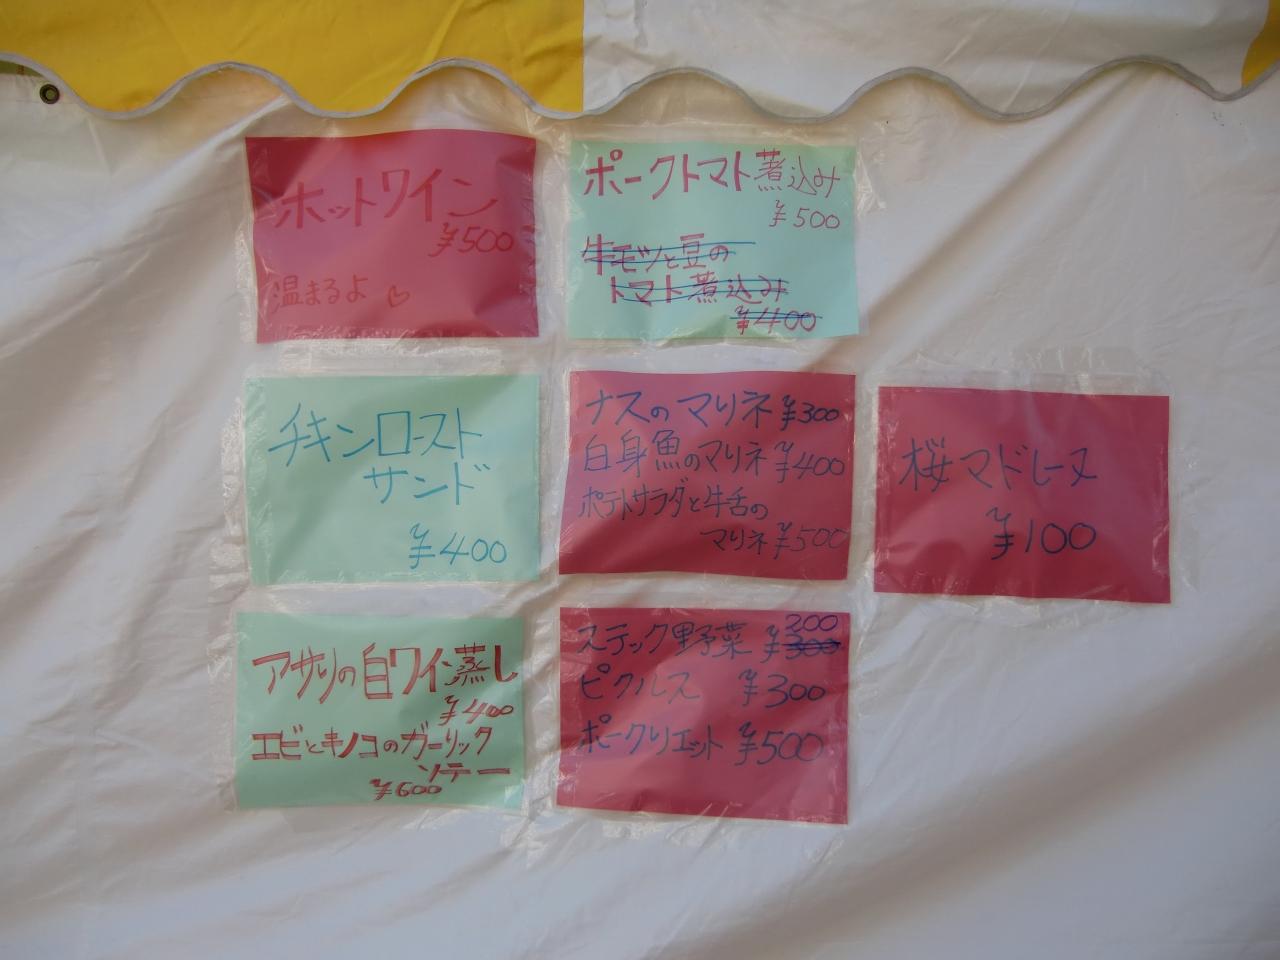 ホットワイン
¥500
温まるよ♡
ポークトマト煮込み
¥500
牛モツと豆の
トマト煮込み
¥400
チキンロースト
サンド
¥400
ナスのマリネ ¥300
白身魚のマリネ ¥400
ポテトサラダと牛舌の
マリネ ¥500
桜マドレーヌ
¥100
アサリの白ワイン蒸し
¥400
エビとキノコのガーリック
ソテー
¥600
200
スティック野菜 ¥300
ピクルス ¥300
ポークリエット ¥500